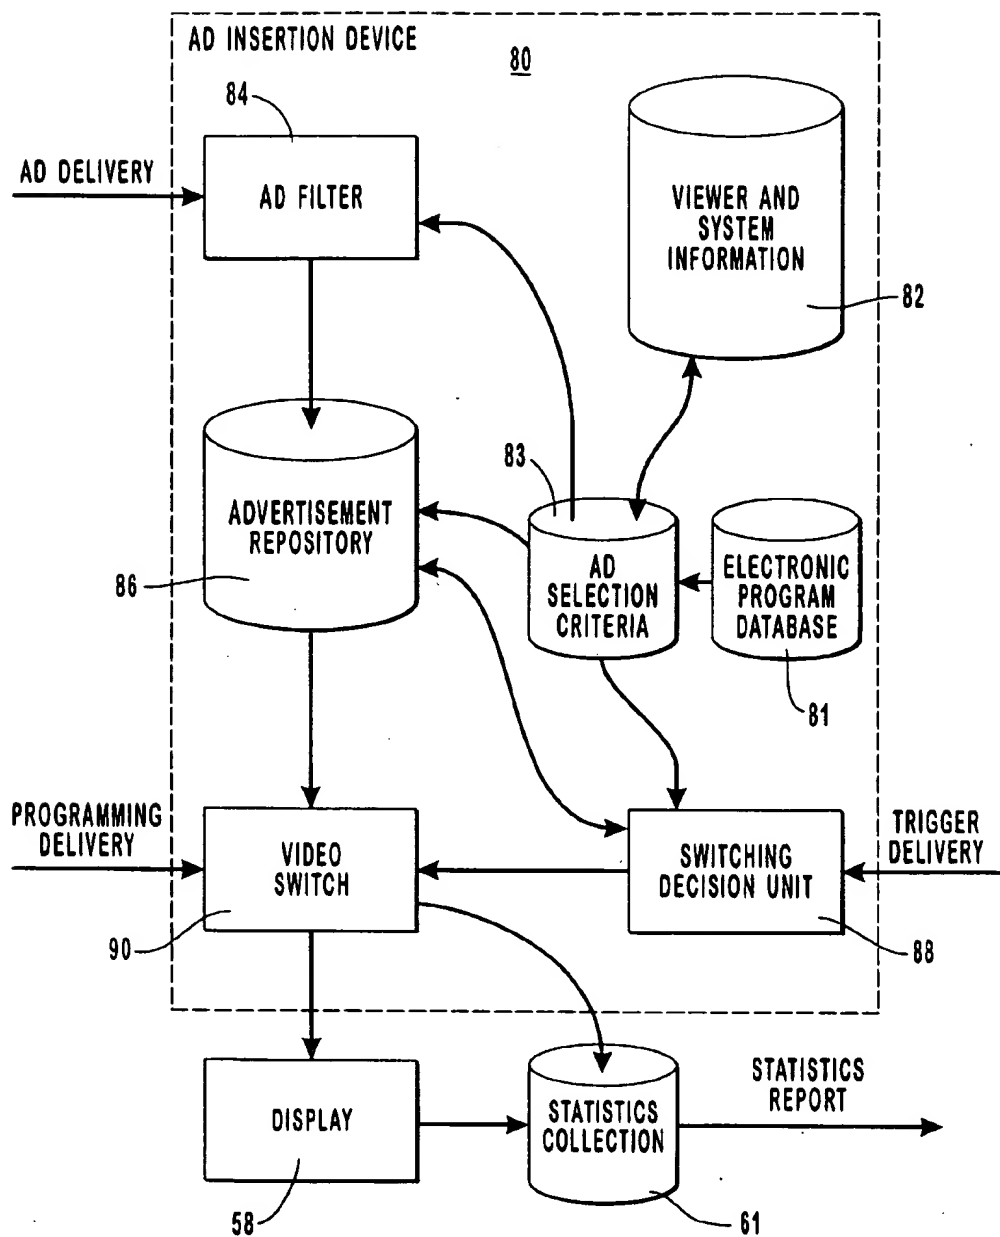 AD INSERTION DEVICE
80
84
AD DELIVERY
AD FILTER
VIEWER AND
SYSTEM
INFORMATION
82
83
ADVERTISEMENT
REPOSITORY
86
AD
SELECTION
CRITERIA
ELECTRONIC
PROGRAM
DATABASE
81
PROGRAMMING
DELIVERY
VIDEO
SWITCH
90
SWITCHING
DECISION UNIT
88
TRIGGER
DELIVERY
DISPLAY
58
STATISTICS
COLLECTION
61
STATISTICS
REPORT